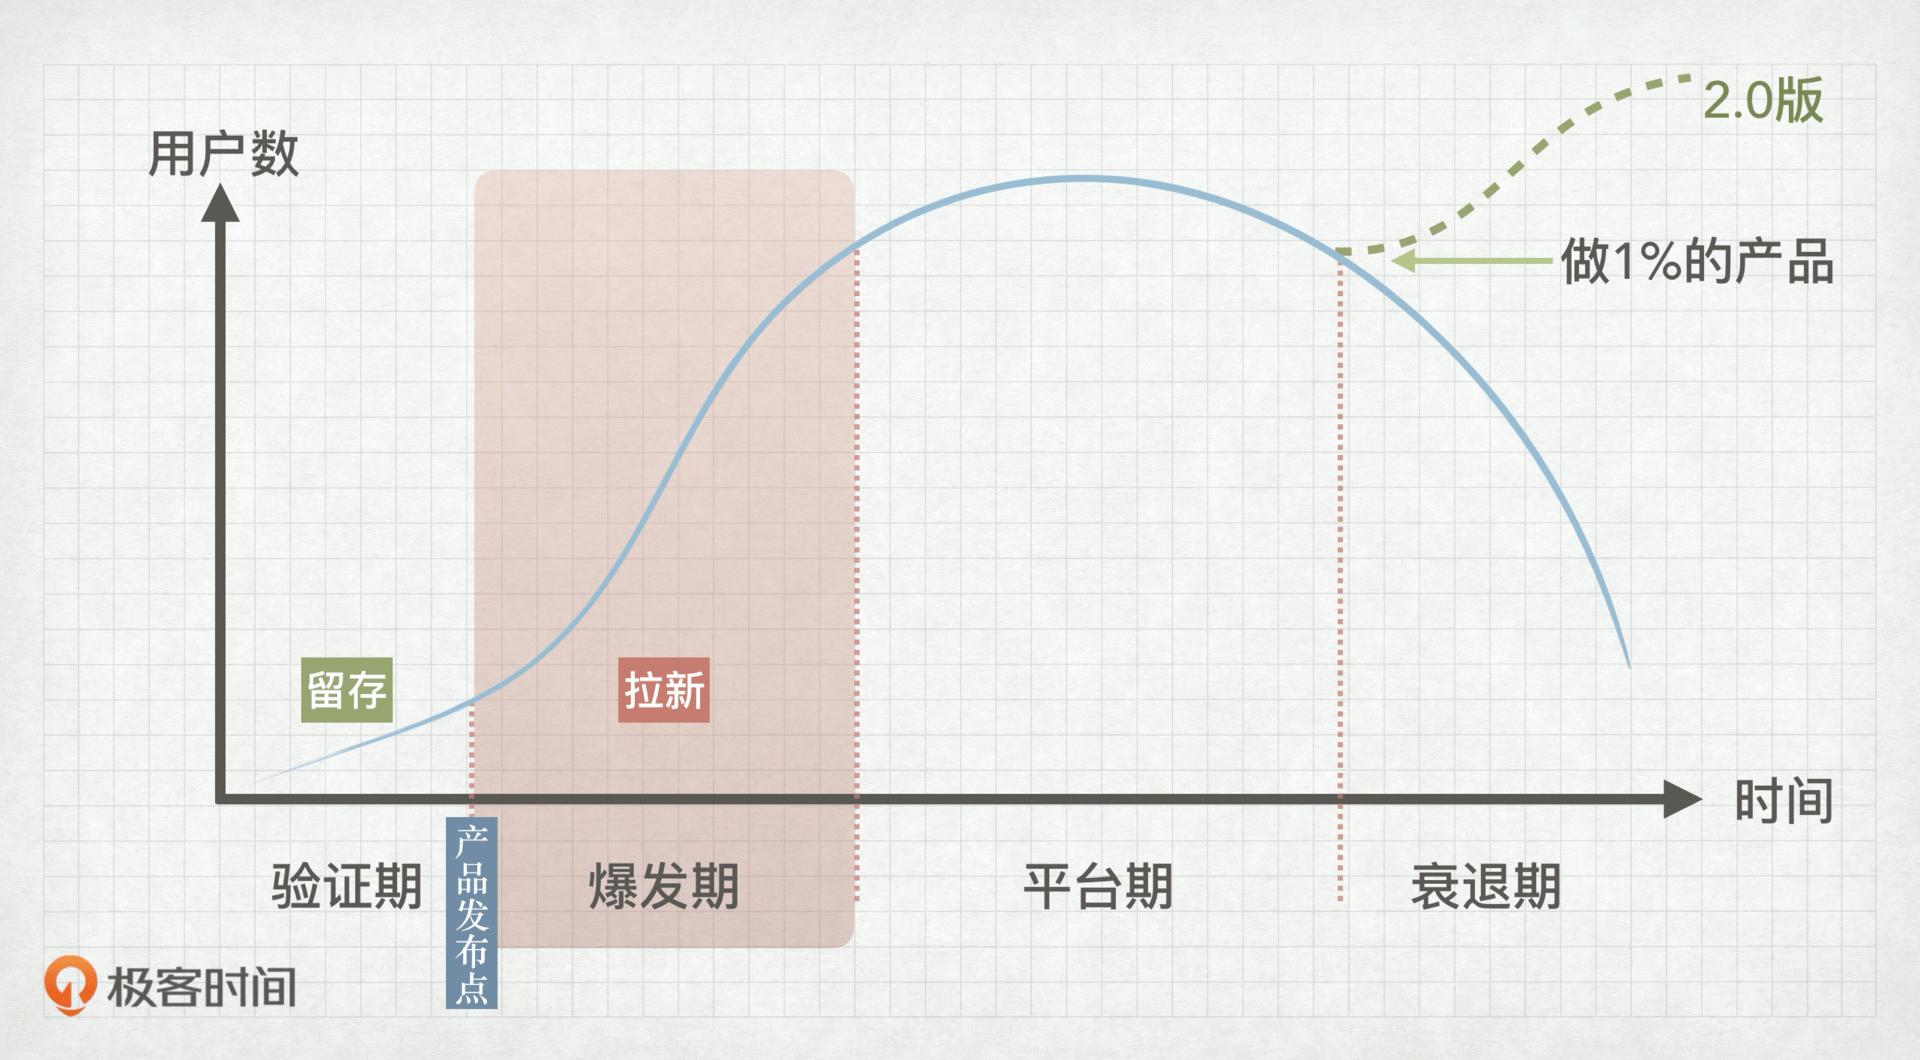 2.0版
用户数
做1%的产品
留存
拉新
时间
验证期
产品发布点
爆发期
平台期
衰退期
极客时间